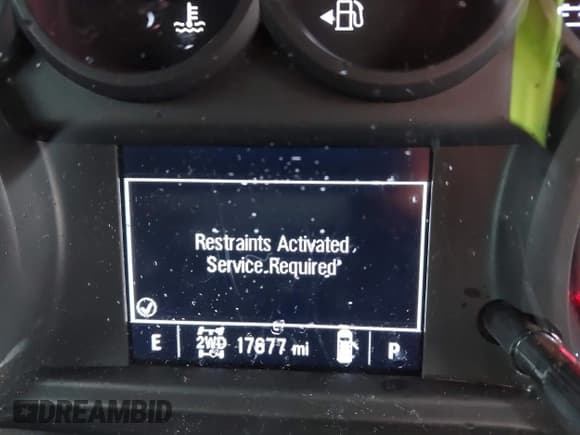 Restraints Activated
Service Required
E 2WD 17677 mi P
DREAMBID